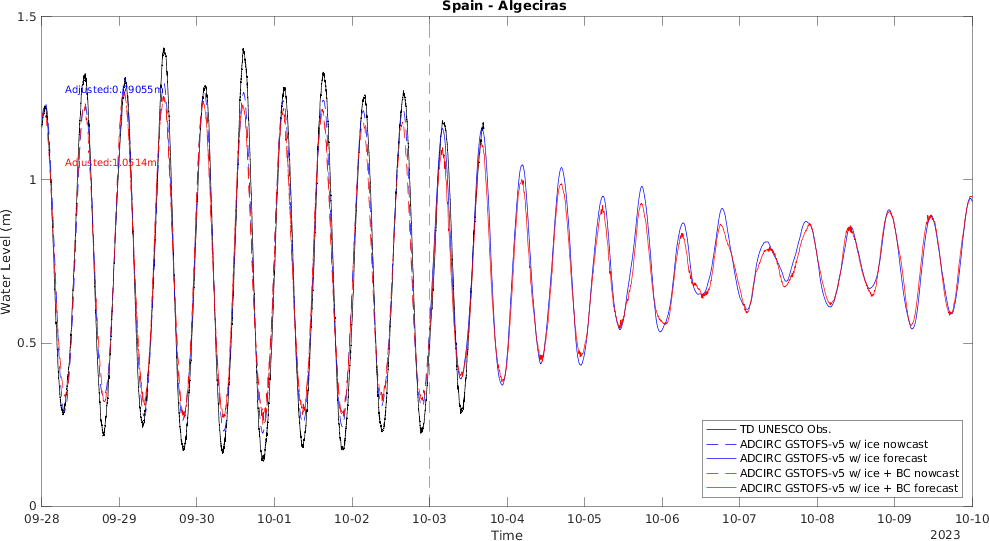 Spain - Algeciras
1.5
1
0.5
0
Water Level (m)
Adjusted:0.79055m
Adjusted:1.0514m
TD UNESCO Obs.
ADCIRC GSTOFS-v5 w/ ice nowcast
ADCIRC GSTOFS-v5 w/ ice forecast
ADCIRC GSTOFS-v5 w/ ice + BC nowcast
ADCIRC GSTOFS-v5 w/ ice + BC forecast
09-28 09-29 09-30 10-01 10-02 10-03 10-04 10-05 10-06 10-07 10-08 10-09 10-10
Time
2023